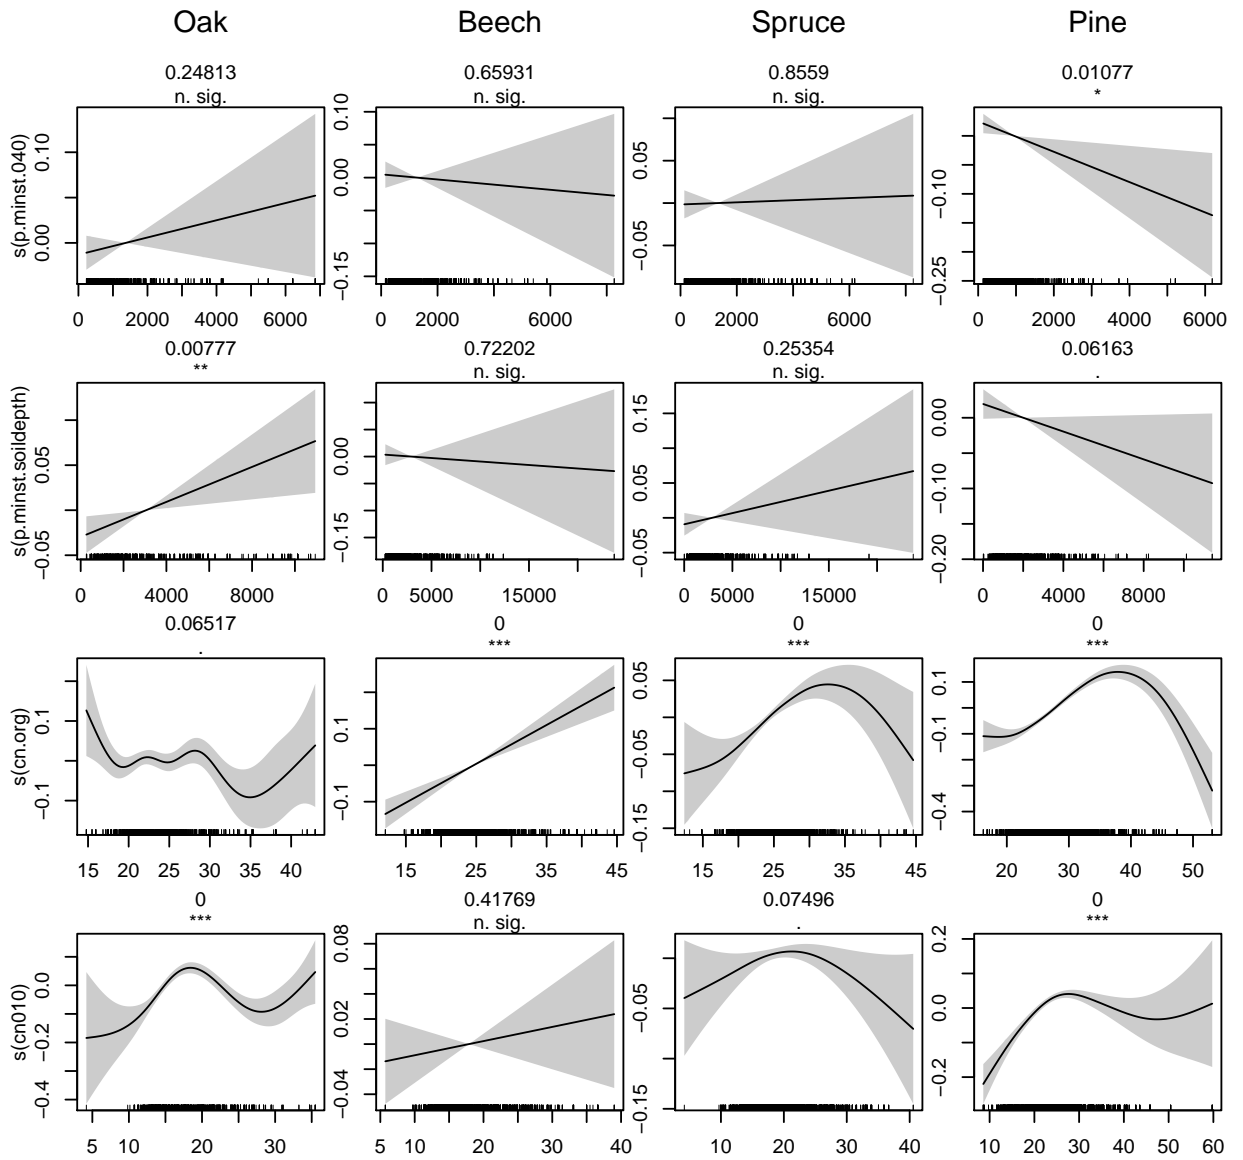 Oak Beech Spruce Pine
0.24813 0.65931 0.8559 0.01077
n. sig. n. sig. n. sig. *
s(p.minst.040)
0.00 0.10
−0.15 0.00 0.10
−0.05 0.05
−0.25 −0.10
0 2000 4000 6000 0 2000 6000 0 2000 6000 0 2000 4000 6000
0.00777 0.72202 0.25354 0.06163
** n. sig. n. sig. .
s(p.minst.soildepth)
−0.05 0.05
−0.15 0.00
−0.05 0.05 0.15
−0.20 −0.10 0.00
0 4000 8000 0 5000 15000 0 5000 15000 0 4000 8000
0.06517 0 0 0
. *** *** ***
s(cn.org)
−0.1 0.1
−0.1 0.1
−0.15 −0.05 0.05
−0.4 −0.1 0.1
15 20 25 30 35 40 15 25 35 45 15 25 35 45 20 30 40 50
0 0.41769 0.07496 0
*** n. sig. . ***
s(cn010)
−0.4 −0.2 0.0
−0.04 0.02 0.08
−0.15 −0.05
−0.2 0.0 0.2
5 10 20 30 5 10 20 30 40 5 10 20 30 40 10 20 30 40 50 60